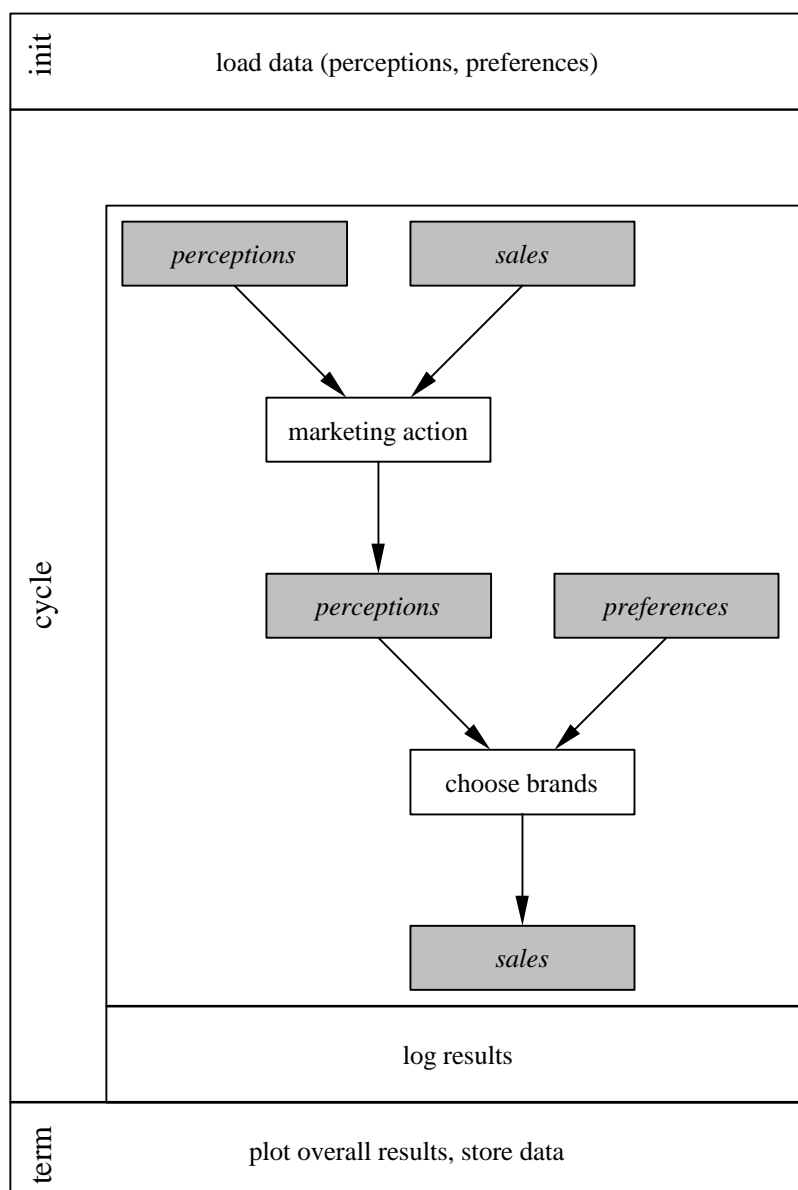 init
load data (perceptions, preferences)
cycle
perceptions
sales
marketing action
perceptions
preferences
choose brands
sales
log results
term
plot overall results, store data